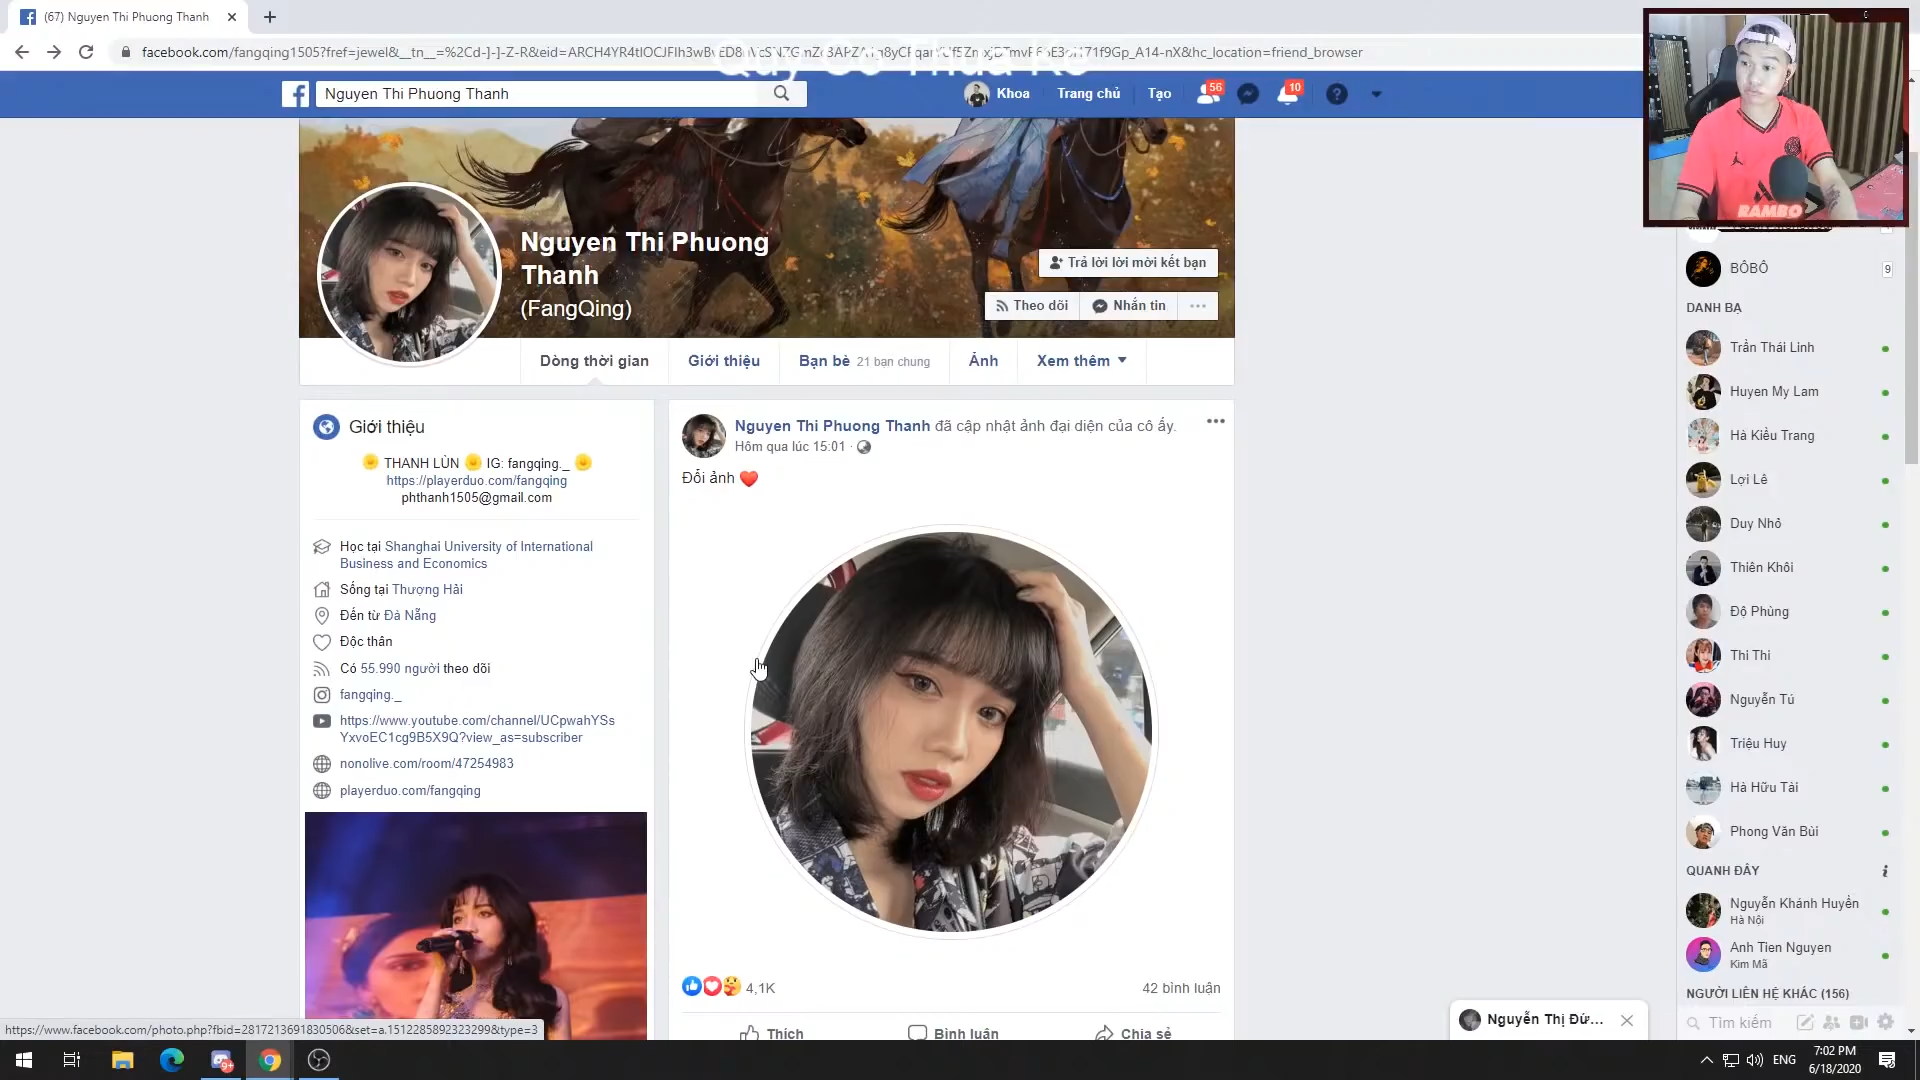 (67) Nguyen Thi Phuong Thanh
Nguyen Thi Phuong Thanh
Khoa
Trang chủ
Tạo
56
10
RAMBO
Nguyen Thi Phuong
Thanh
(FangQing)
Trả lời lời mời kết bạn
Theo dõi
Nhắn tin
Dòng thời gian
Giới thiệu
Bạn bè 21 bạn chung
Ảnh
Xem thêm
Giới thiệu
THANH LÙN IG: fangqing._
https://playerduo.com/fangqing
phthanh1505@gmail.com
Học tại Shanghai University of International
Business and Economics
Sống tại Thượng Hải
Đến từ Đà Nẵng
Độc thân
Có 55.990 người theo dõi
fangqing._
https://www.youtube.com/channel/UCpwahYSs
YxvoEC1cg9B5X9Q?view_as=subscriber
nonolive.com/room/47254983
playerduo.com/fangqing
Nguyen Thi Phuong Thanh đã cập nhật ảnh đại diện của cô ấy.
Hôm qua lúc 15:01 ·
Đổi ảnh
4,1K
42 bình luận
Thích
Bình luận
Chia sẻ
BÔBÔ
9
DANH BẠ
Trần Thái Linh
Huyen My Lam
Hà Kiều Trang
Lợi Lê
Duy Nhỏ
Thiên Khôi
Độ Phùng
Thi Thi
Nguyễn Tú
Triệu Huy
Hà Hữu Tài
Phong Văn Bùi
QUANH ĐÂY
Nguyễn Khánh Huyền
Hà Nội
Anh Tien Nguyen
Kim Mã
NGƯỜI LIÊN HỆ KHÁC (156)
Tìm kiếm
Nguyễn Thị Đứ...
https://www.facebook.com/photo.php?fbid=2817213691830506&set=a.1512285892323299&type=3
9+
ENG
7:02 PM
6/18/2020